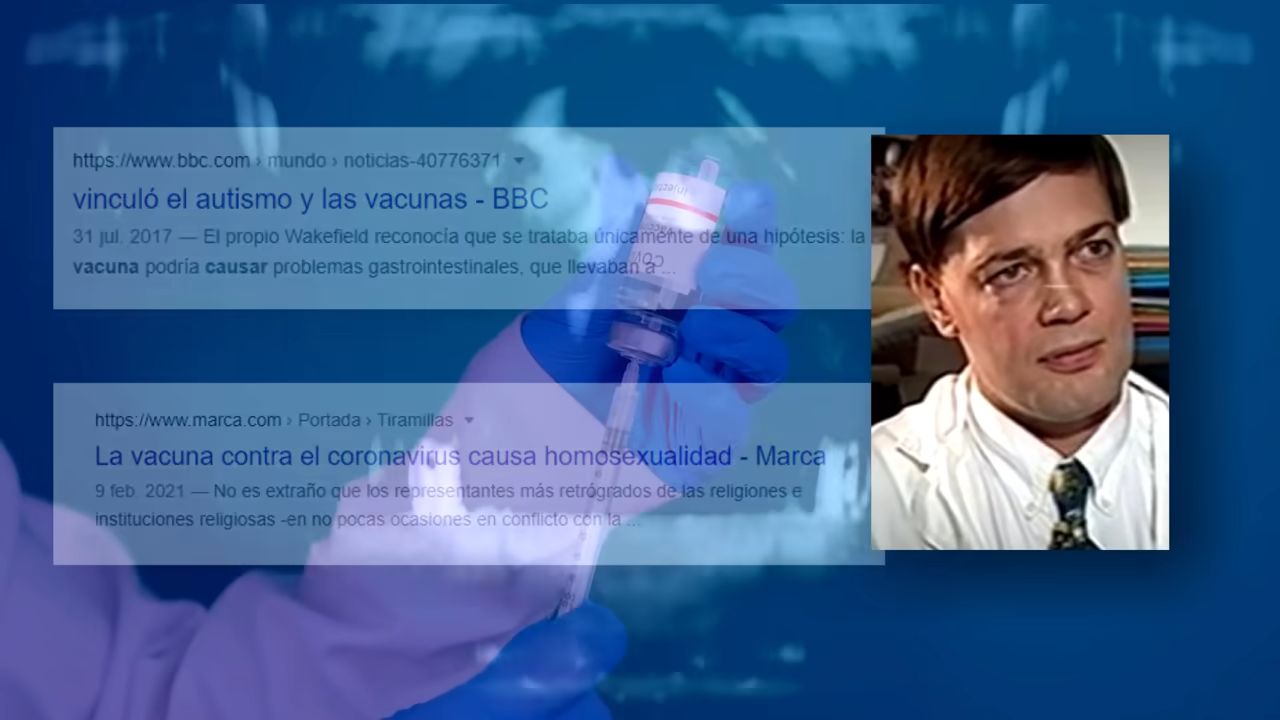 https://www.bbc.com › mundo › noticias-40776371
vinculó el autismo y las vacunas - BBC
31 jul. 2017 — El propio Wakefield reconocía que se trataba únicamente de una hipótesis: la
vacuna podría causar problemas gastrointestinales, que llevaban a ...
https://www.marca.com › Portada › Tiramillas
La vacuna contra el coronavirus causa homosexualidad - Marca
9 feb. 2021 — No es extraño que los representantes más retrógrados de las religiones e
instituciones religiosas -en no pocas ocasiones en conflicto con la ...